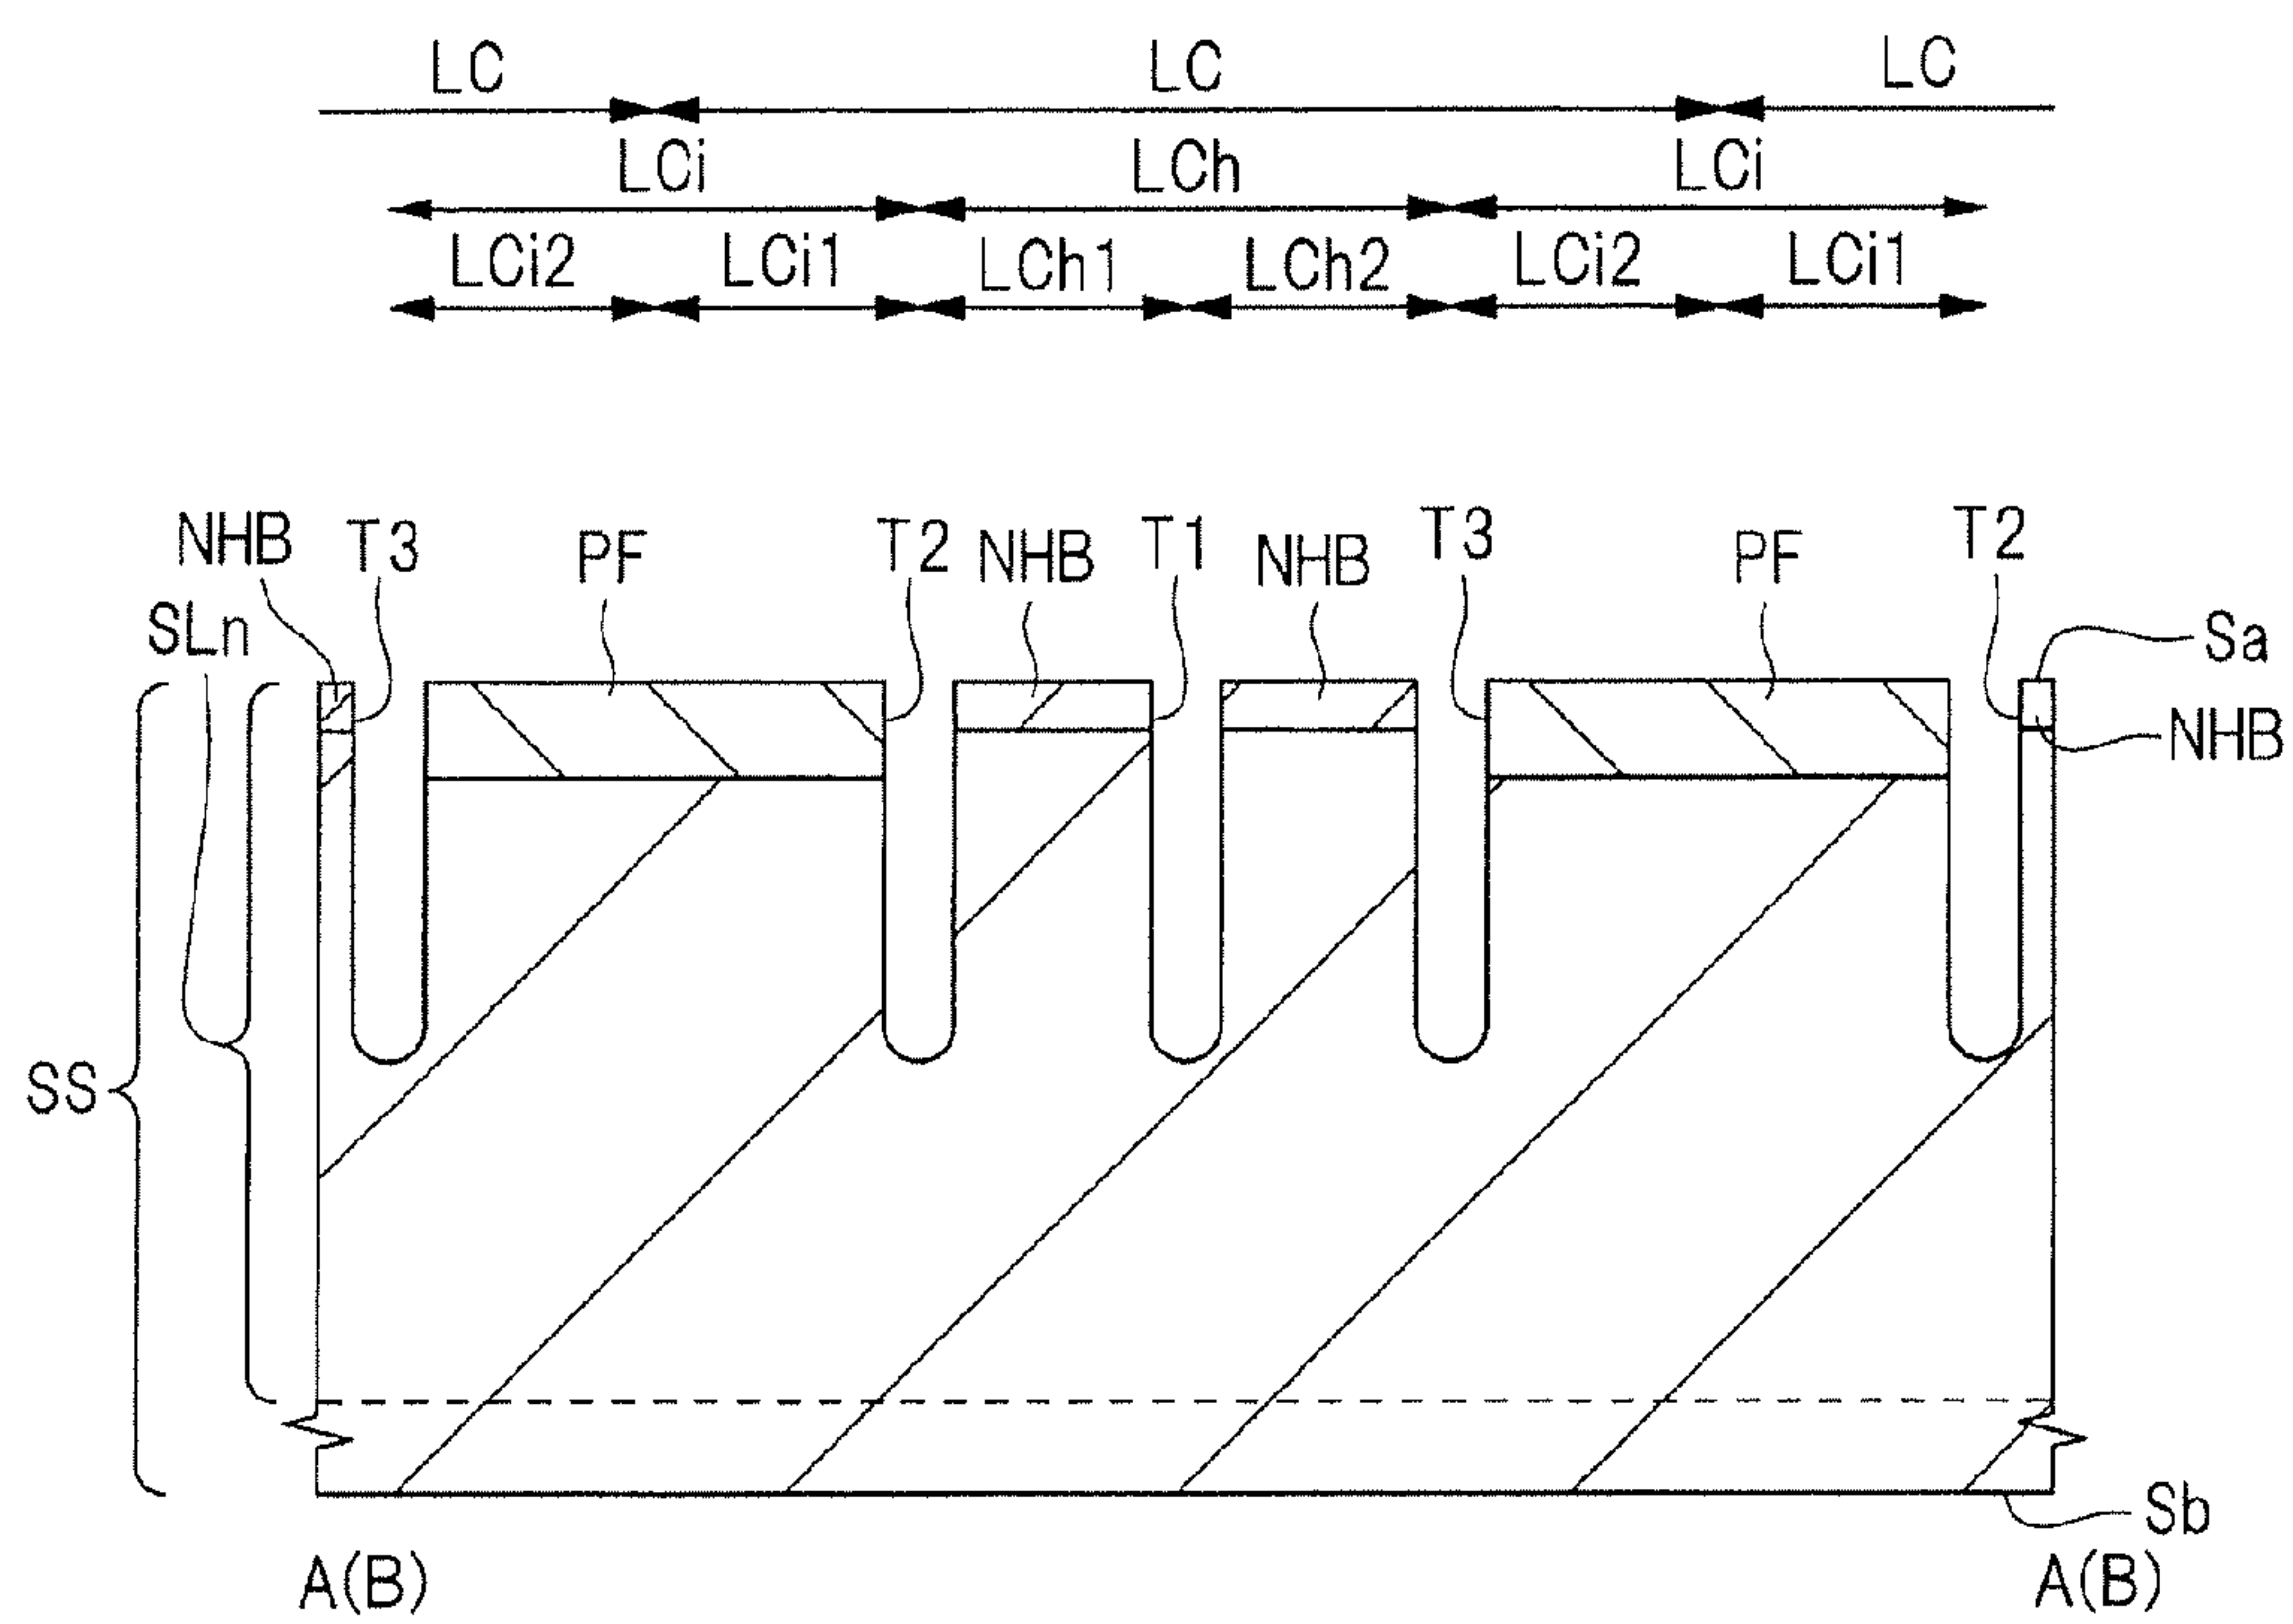 LC LC LC
LCi LCh LCi
LCi2 LCi1 LCh1 LCh2 LCi2 LCi1
NHB T3 PF T2 NHB T1 NHB T3 PF T2
SLn Sa
NHB
SS
Sb
A(B) A(B)